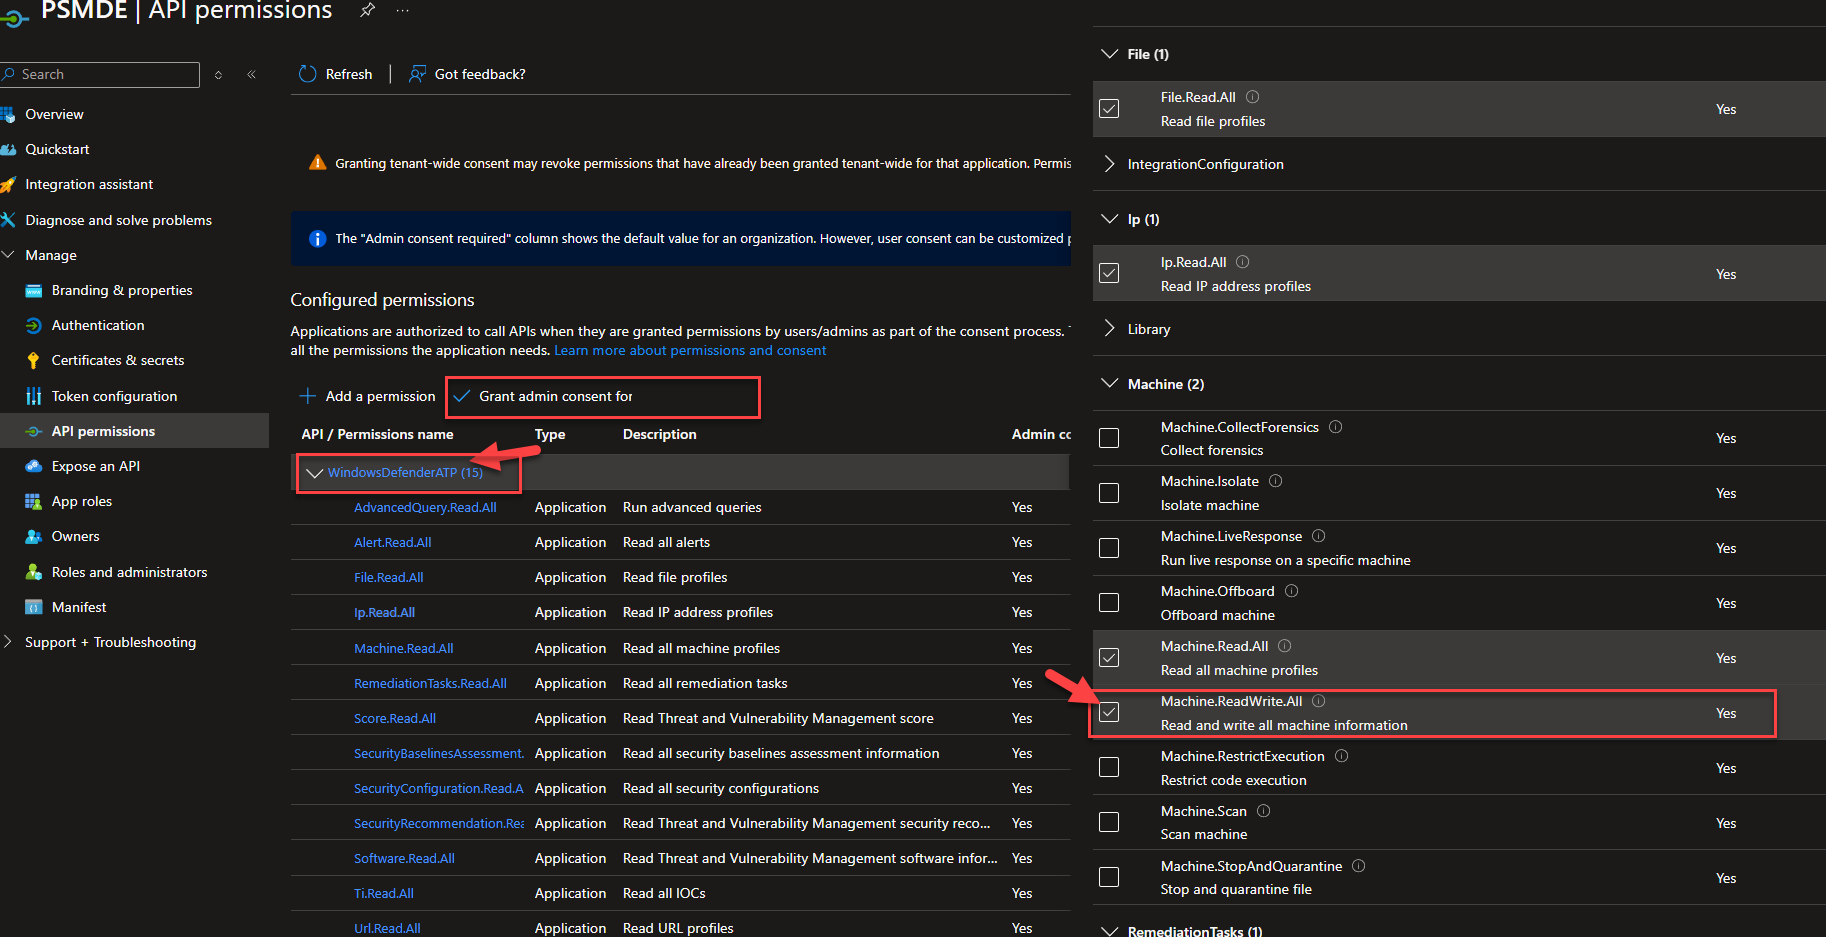 PSMDE | API permissions
Search
Overview
Quickstart
Integration assistant
Diagnose and solve problems
Manage
Branding & properties
Authentication
Certificates & secrets
Token configuration
API permissions
Expose an API
App roles
Owners
Roles and administrators
Manifest
Support + Troubleshooting
Refresh
Got feedback?
Granting tenant-wide consent may revoke permissions that have already been granted tenant-wide for that application. Permis
The "Admin consent required" column shows the default value for an organization. However, user consent can be customized p
Configured permissions
Applications are authorized to call APIs when they are granted permissions by users/admins as part of the consent process. T
all the permissions the application needs. Learn more about permissions and consent
Add a permission
Grant admin consent for
API / Permissions name Type Description Admin co
WindowsDefenderATP (15)
AdvancedQuery.Read.All Application Run advanced queries Yes
Alert.Read.All Application Read all alerts Yes
File.Read.All Application Read file profiles Yes
Ip.Read.All Application Read IP address profiles Yes
Machine.Read.All Application Read all machine profiles Yes
RemediationTasks.Read.All Application Read all remediation tasks Yes
Score.Read.All Application Read Threat and Vulnerability Management score Yes
SecurityBaselinesAssessment. Application Read all security baselines assessment information Yes
SecurityConfiguration.Read.A Application Read all security configurations Yes
SecurityRecommendation.Rea Application Read Threat and Vulnerability Management security reco... Yes
Software.Read.All Application Read Threat and Vulnerability Management software infor... Yes
Ti.Read.All Application Read all IOCs Yes
Url.Read.All Application Read URL profiles Yes
File (1)
File.Read.All
Read file profiles
Yes
IntegrationConfiguration
Ip (1)
Ip.Read.All
Read IP address profiles
Yes
Library
Machine (2)
Machine.CollectForensics
Collect forensics
Yes
Machine.Isolate
Isolate machine
Yes
Machine.LiveResponse
Run live response on a specific machine
Yes
Machine.Offboard
Offboard machine
Yes
Machine.Read.All
Read all machine profiles
Yes
Machine.ReadWrite.All
Read and write all machine information
Yes
Machine.RestrictExecution
Restrict code execution
Yes
Machine.Scan
Scan machine
Yes
Machine.StopAndQuarantine
Stop and quarantine file
Yes
RemediationTasks (1)